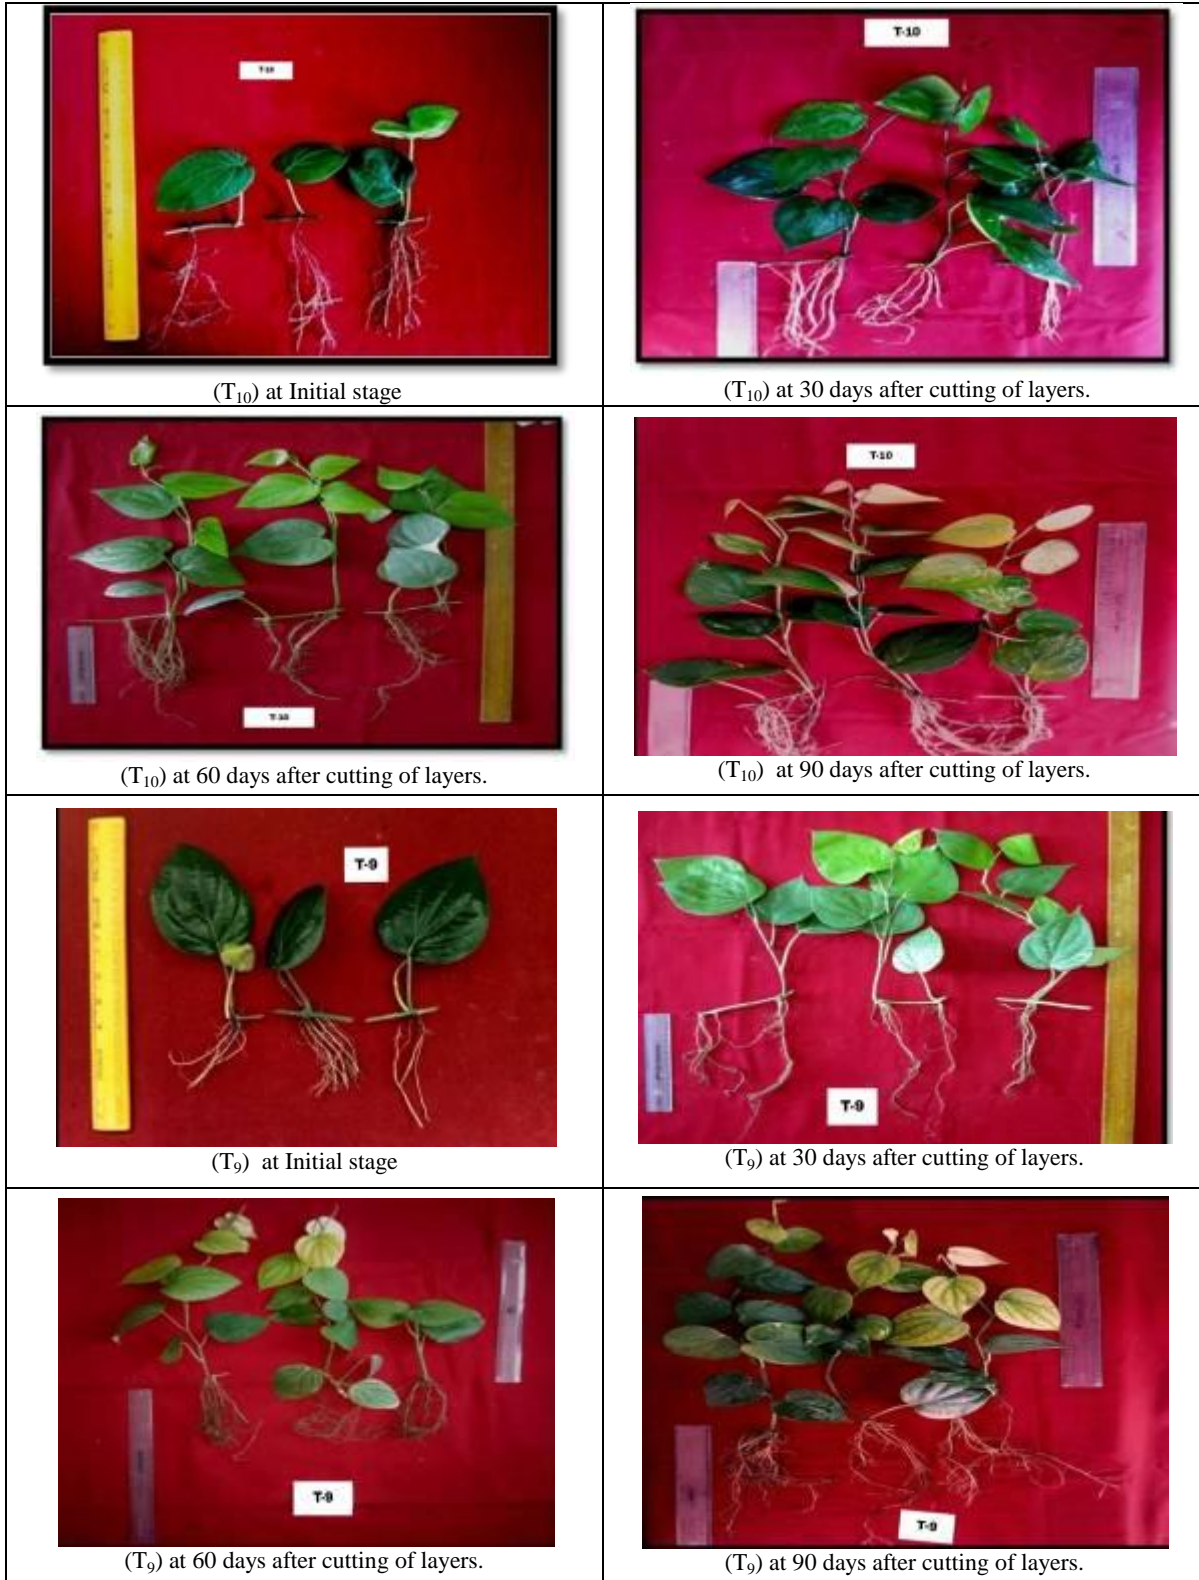 T-10
T-10
(T₁₀) at Initial stage
(T₁₀) at 30 days after cutting of layers.
T-10
T-10
(T₁₀) at 60 days after cutting of layers.
(T₁₀) at 90 days after cutting of layers.
T-9
T-9
(T₉) at Initial stage
(T₉) at 30 days after cutting of layers.
T-9
T-9
(T₉) at 60 days after cutting of layers.
(T₉) at 90 days after cutting of layers.